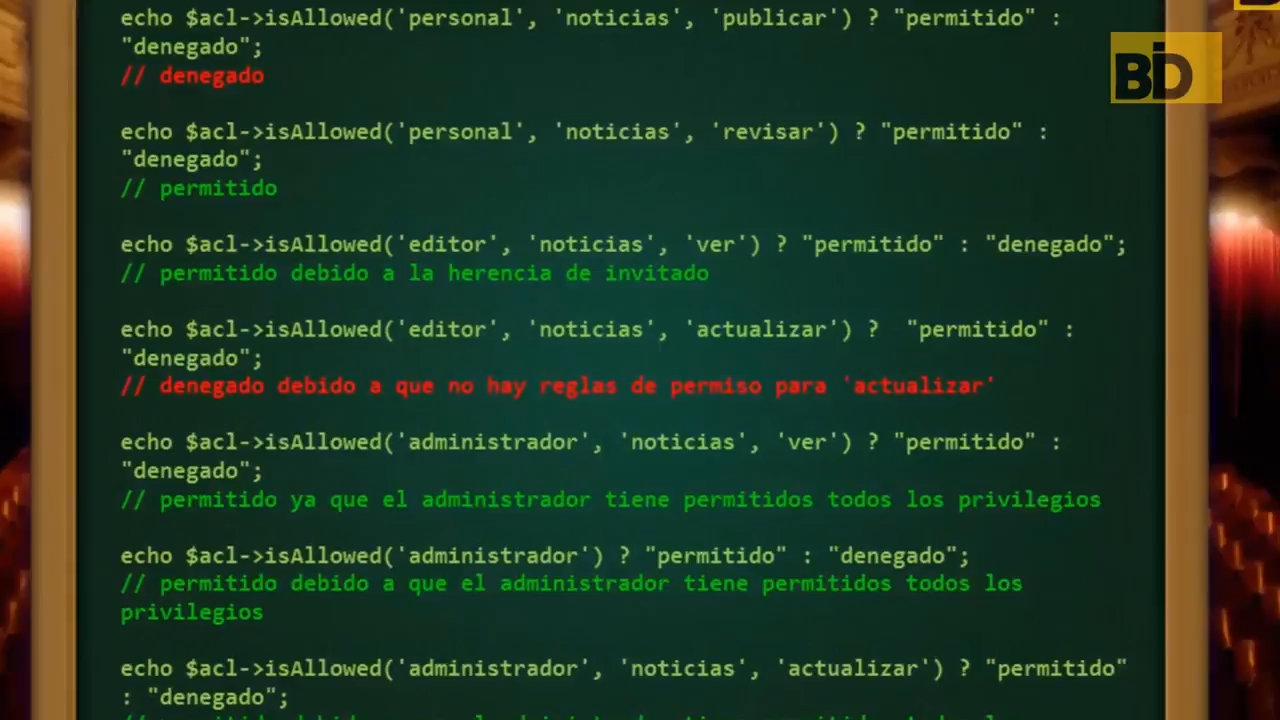 echo $acl->isAllowed('personal', 'noticias', 'publicar') ? "permitido" :
"denegado";
// denegado
BD
echo $acl->isAllowed('personal', 'noticias', 'revisar') ? "permitido" :
"denegado";
// permitido
echo $acl->isAllowed('editor', 'noticias', 'ver') ? "permitido" : "denegado";
// permitido debido a la herencia de invitado
echo $acl->isAllowed('editor', 'noticias', 'actualizar') ?  "permitido" :
"denegado";
// denegado debido a que no hay reglas de permiso para 'actualizar'
echo $acl->isAllowed('administrador', 'noticias', 'ver') ? "permitido" :
"denegado";
// permitido ya que el administrador tiene permitidos todos los privilegios
echo $acl->isAllowed('administrador') ? "permitido" : "denegado";
// permitido debido a que el administrador tiene permitidos todos los
privilegios
echo $acl->isAllowed('administrador', 'noticias', 'actualizar') ? "permitido"
: "denegado";